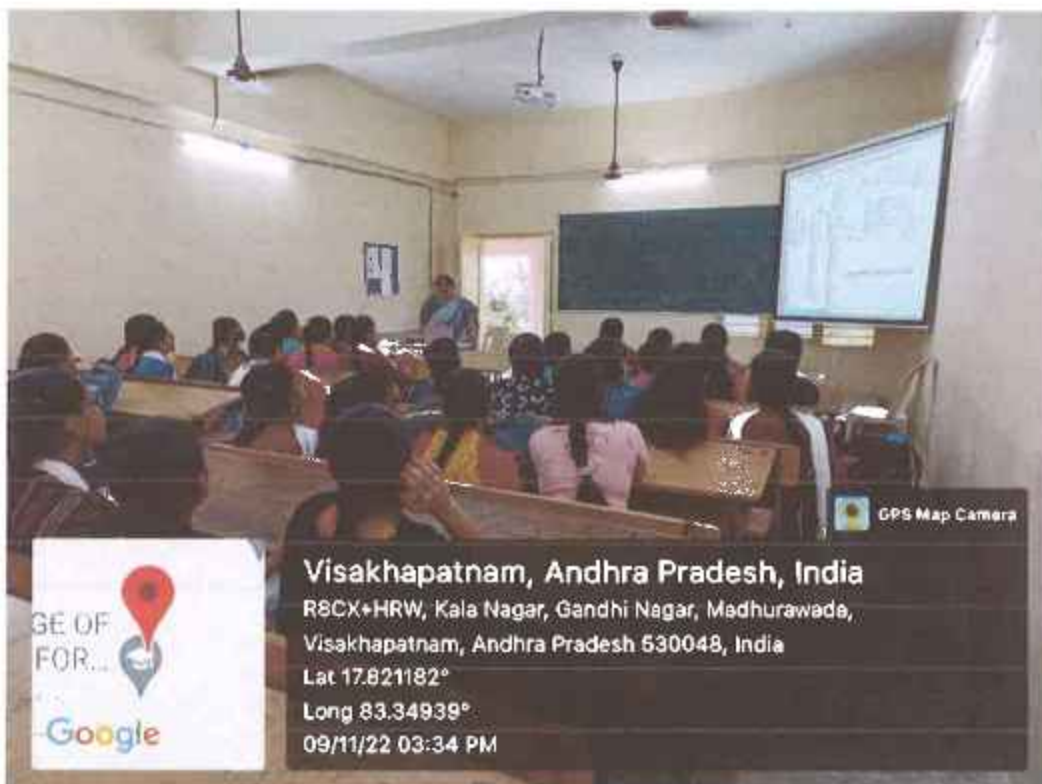 GPS Map Camera
GE OF
FOR...
Google
Visakhapatnam, Andhra Pradesh, India
R8CX+HRW, Kala Nagar, Gandhi Nagar, Madhurawada,
Visakhapatnam, Andhra Pradesh 530048, India
Lat 17.821182°
Long 83.34939°
09/11/22 03:34 PM